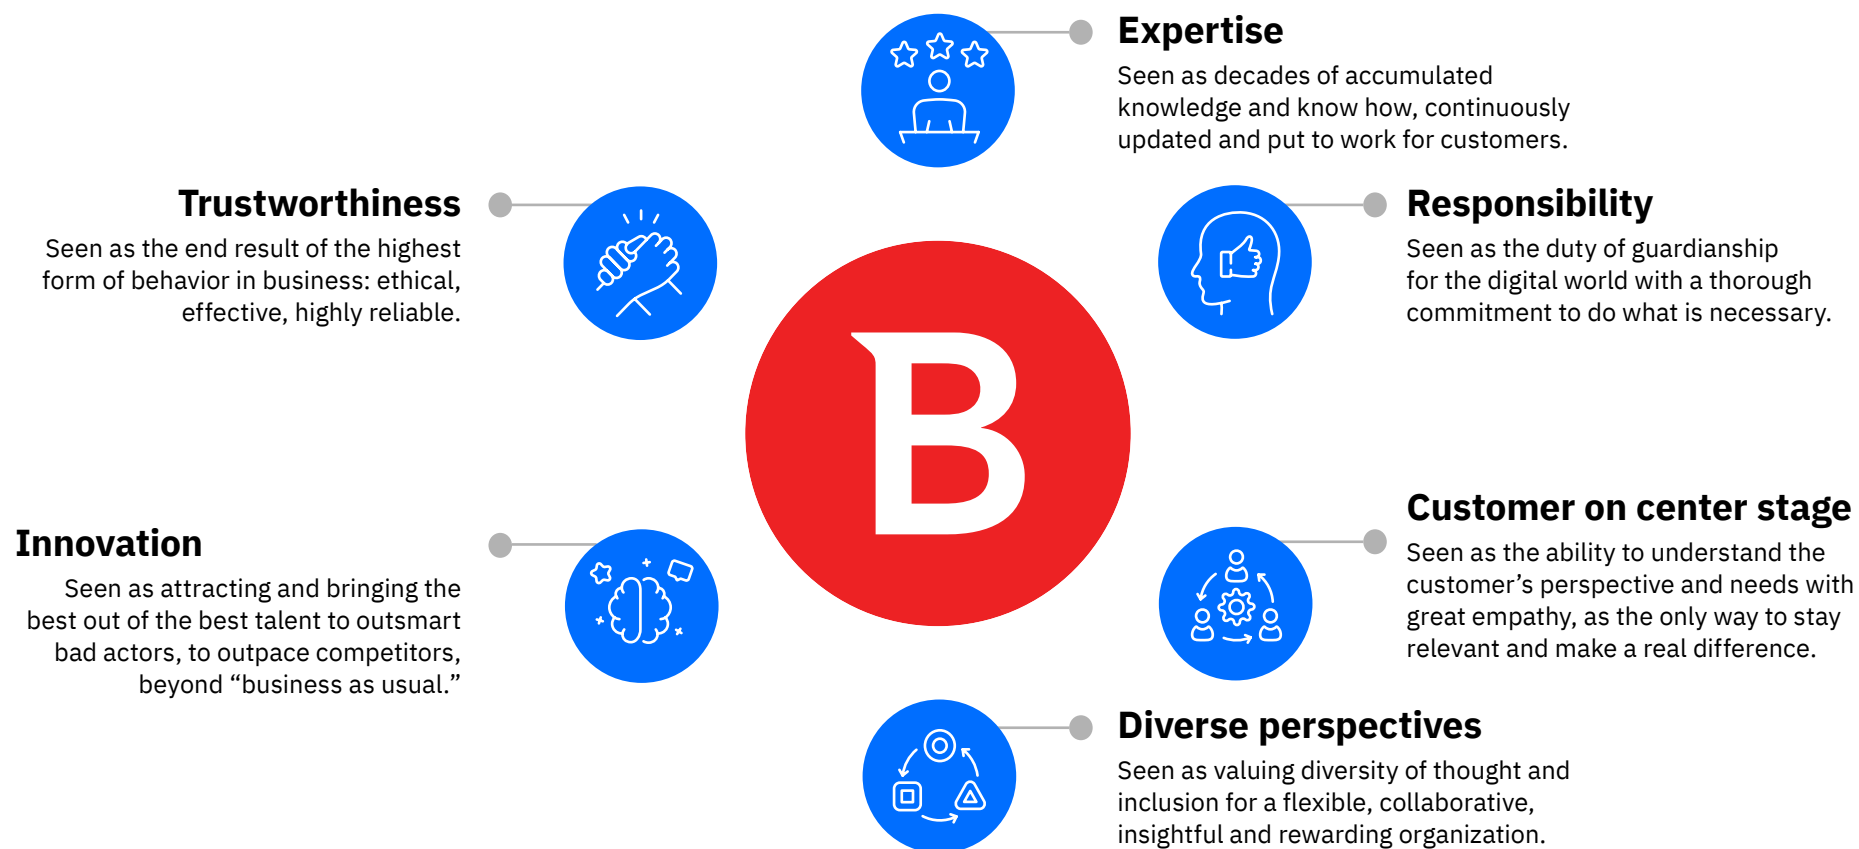 Expertise
Seen as decades of accumulated
knowledge and know how, continuously
updated and put to work for customers.
Trustworthiness
Seen as the end result of the highest
form of behavior in business: ethical,
effective, highly reliable.
Responsibility
Seen as the duty of guardianship
for the digital world with a thorough
commitment to do what is necessary.
B
Innovation
Seen as attracting and bringing the
best out of the best talent to outsmart
bad actors, to outpace competitors,
beyond “business as usual.”
Customer on center stage
Seen as the ability to understand the
customer’s perspective and needs with
great empathy, as the only way to stay
relevant and make a real difference.
Diverse perspectives
Seen as valuing diversity of thought and
inclusion for a flexible, collaborative,
insightful and rewarding organization.